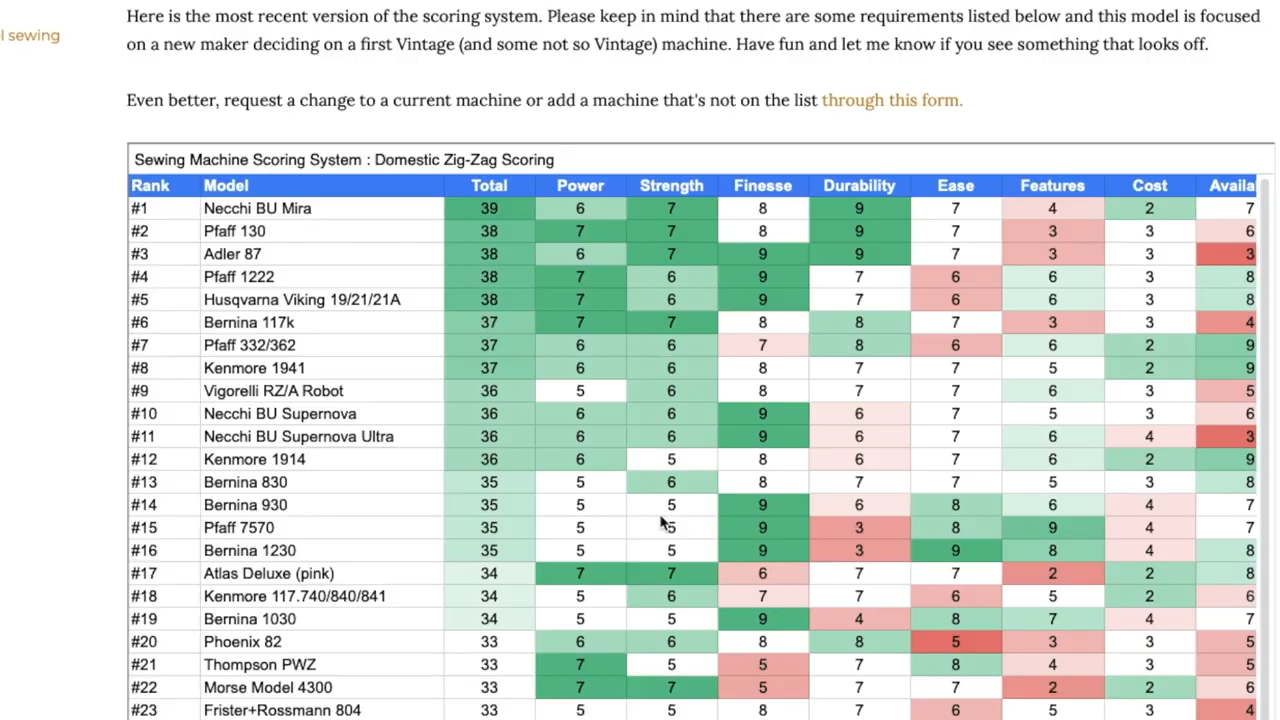 Here is the most recent version of the scoring system. Please keep in mind that there are some requirements listed below and this model is focused
l sewing
on a new maker deciding on a first Vintage (and some not so Vintage) machine. Have fun and let me know if you see something that looks off.
Even better, request a change to a current machine or add a machine that's not on the list through this form.
Sewing Machine Scoring System : Domestic Zig-Zag Scoring
Rank Model Total Power Strength Finesse Durability Ease Features Cost Availa
#1 Necchi BU Mira 39 6 7 8 9 7 4 2 7
#2 Pfaff 130 38 7 7 8 9 7 3 3 6
#3 Adler 87 38 6 7 9 9 7 3 3 3
#4 Pfaff 1222 38 7 6 9 7 6 6 3 8
#5 Husqvarna Viking 19/21/21A 38 7 6 9 7 6 6 3 8
#6 Bernina 117k 37 7 7 8 8 7 3 3 4
#7 Pfaff 332/362 37 6 6 7 8 6 6 2 9
#8 Kenmore 1941 37 6 6 8 7 7 5 2 9
#9 Vigorelli RZ/A Robot 36 5 6 8 7 7 6 3 5
#10 Necchi BU Supernova 36 6 6 9 6 7 5 3 6
#11 Necchi BU Supernova Ultra 36 6 6 9 6 7 6 4 3
#12 Kenmore 1914 36 6 5 8 6 7 6 2 9
#13 Bernina 830 35 5 6 8 7 7 5 3 8
#14 Bernina 930 35 5 5 9 6 8 6 4 7
#15 Pfaff 7570 35 5 5 9 3 8 9 4 7
#16 Bernina 1230 35 5 5 9 3 9 8 4 8
#17 Atlas Deluxe (pink) 34 7 7 6 7 7 2 2 8
#18 Kenmore 117.740/840/841 34 5 6 7 7 6 5 2 6
#19 Bernina 1030 34 5 5 9 4 8 7 4 7
#20 Phoenix 82 33 6 6 8 8 5 3 3 5
#21 Thompson PWZ 33 7 5 5 7 8 4 3 5
#22 Morse Model 4300 33 7 7 5 7 7 2 2 6
#23 Frister+Rossmann 804 33 5 5 8 7 6 5 3 4